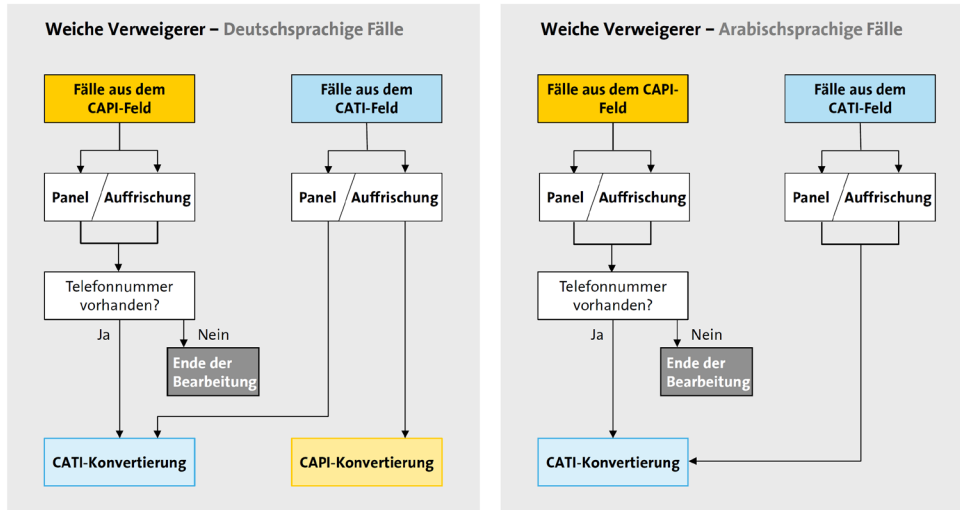 Weiche Verweigerer – Deutschsprachige Fälle
Fälle aus dem
CAPI-Feld
Fälle aus dem
CATI-Feld
Panel / Auffrischung
Panel / Auffrischung
Telefonnummer
vorhanden?
Ja
Nein
Ende der
Bearbeitung
CATI-Konvertierung
CAPI-Konvertierung
Weiche Verweigerer – Arabischsprachige Fälle
Fälle aus dem CAPI-
Feld
Fälle aus dem
CATI-Feld
Panel / Auffrischung
Panel / Auffrischung
Telefonnummer
vorhanden?
Ja
Nein
Ende der
Bearbeitung
CATI-Konvertierung